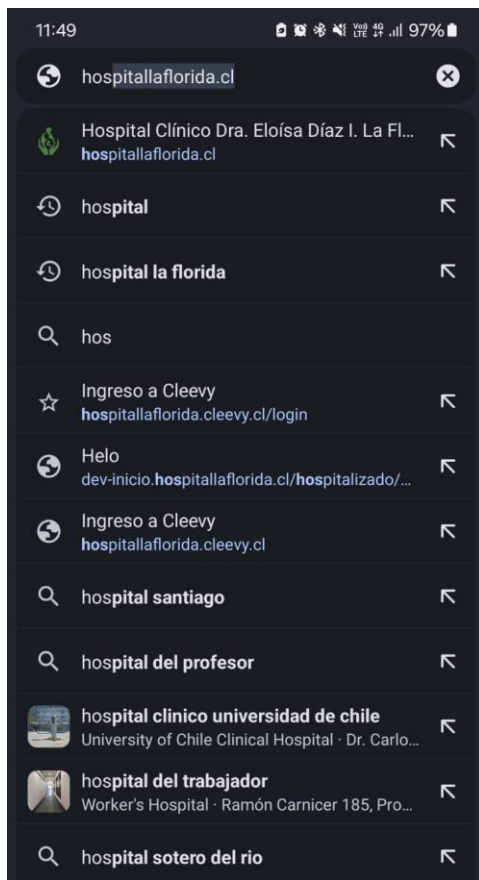 11:49
Vo)) LTE 4G 97%
hospitallaflorida.cl
Hospital Clínico Dra. Eloísa Díaz I. La Fl...
hospitallaflorida.cl
hospital
hospital la florida
hos
Ingreso a Cleevy
hospitallaflorida.cleevy.cl/login
Helo
dev-inicio.hospitallaflorida.cl/hospitalizado/...
Ingreso a Cleevy
hospitallaflorida.cleevy.cl
hospital santiago
hospital del profesor
hospital clinico universidad de chile
University of Chile Clinical Hospital · Dr. Carlo...
hospital del trabajador
Worker's Hospital · Ramón Carnicer 185, Pro...
hospital sotero del rio